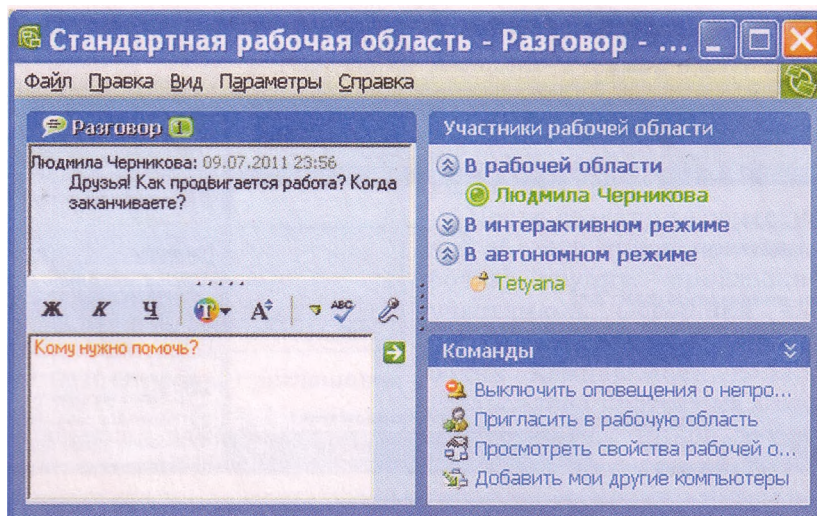 Стандартная рабочая область - Разговор - ...
Файл Правка Вид Параметры Справка
Разговор 1
Людмила Черникова: 09.07.2011 23:56
Друзья! Как продвигается работа? Когда
заканчиваете?
Ж К Ч T A ABC
Кому нужно помочь?
Участники рабочей области
В рабочей области
Людмила Черникова
В интерактивном режиме
В автономном режиме
Tetyana
Команды
Выключить оповещения о непро...
Пригласить в рабочую область
Просмотреть свойства рабочей о...
Добавить мои другие компьютеры